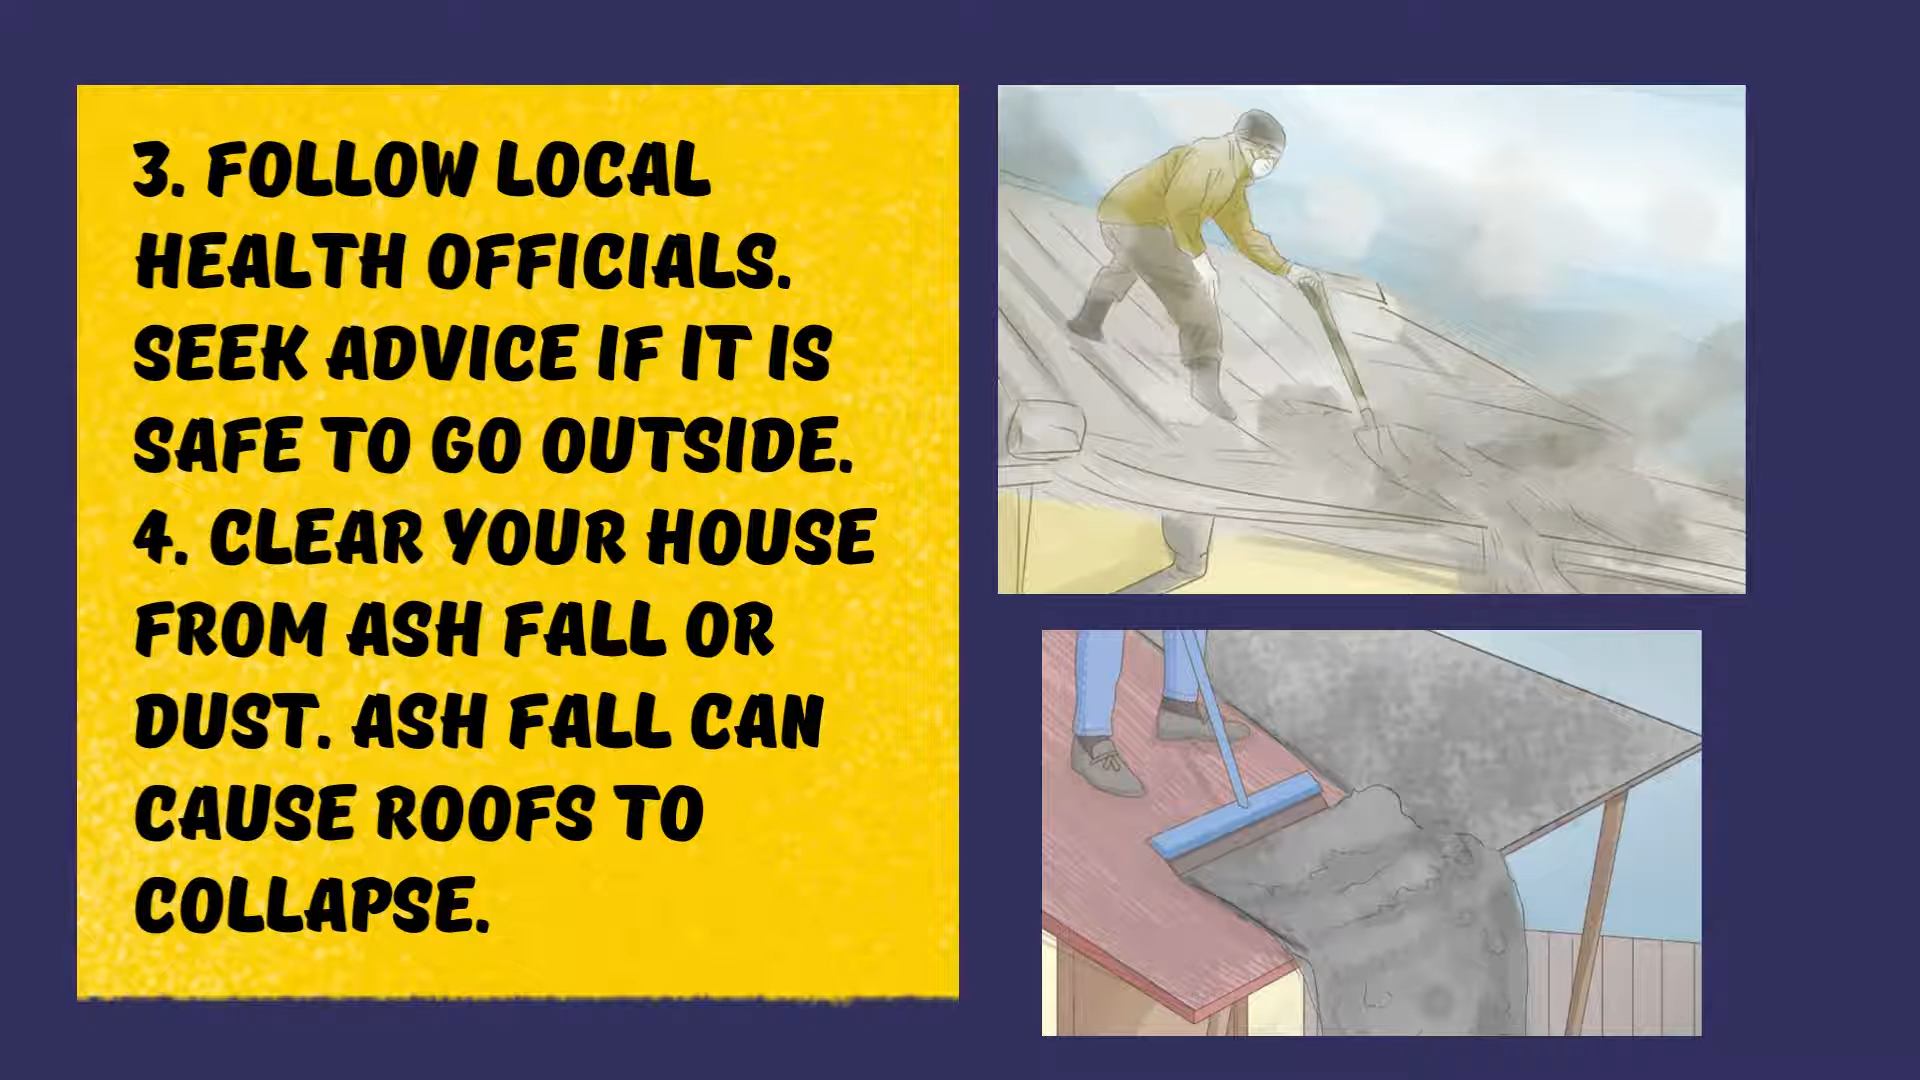 3. FOLLOW LOCAL
HEALTH OFFICIALS.
SEEK ADVICE IF IT IS
SAFE TO GO OUTSIDE.
4. CLEAR YOUR HOUSE
FROM ASH FALL OR
DUST. ASH FALL CAN
CAUSE ROOFS TO
COLLAPSE.